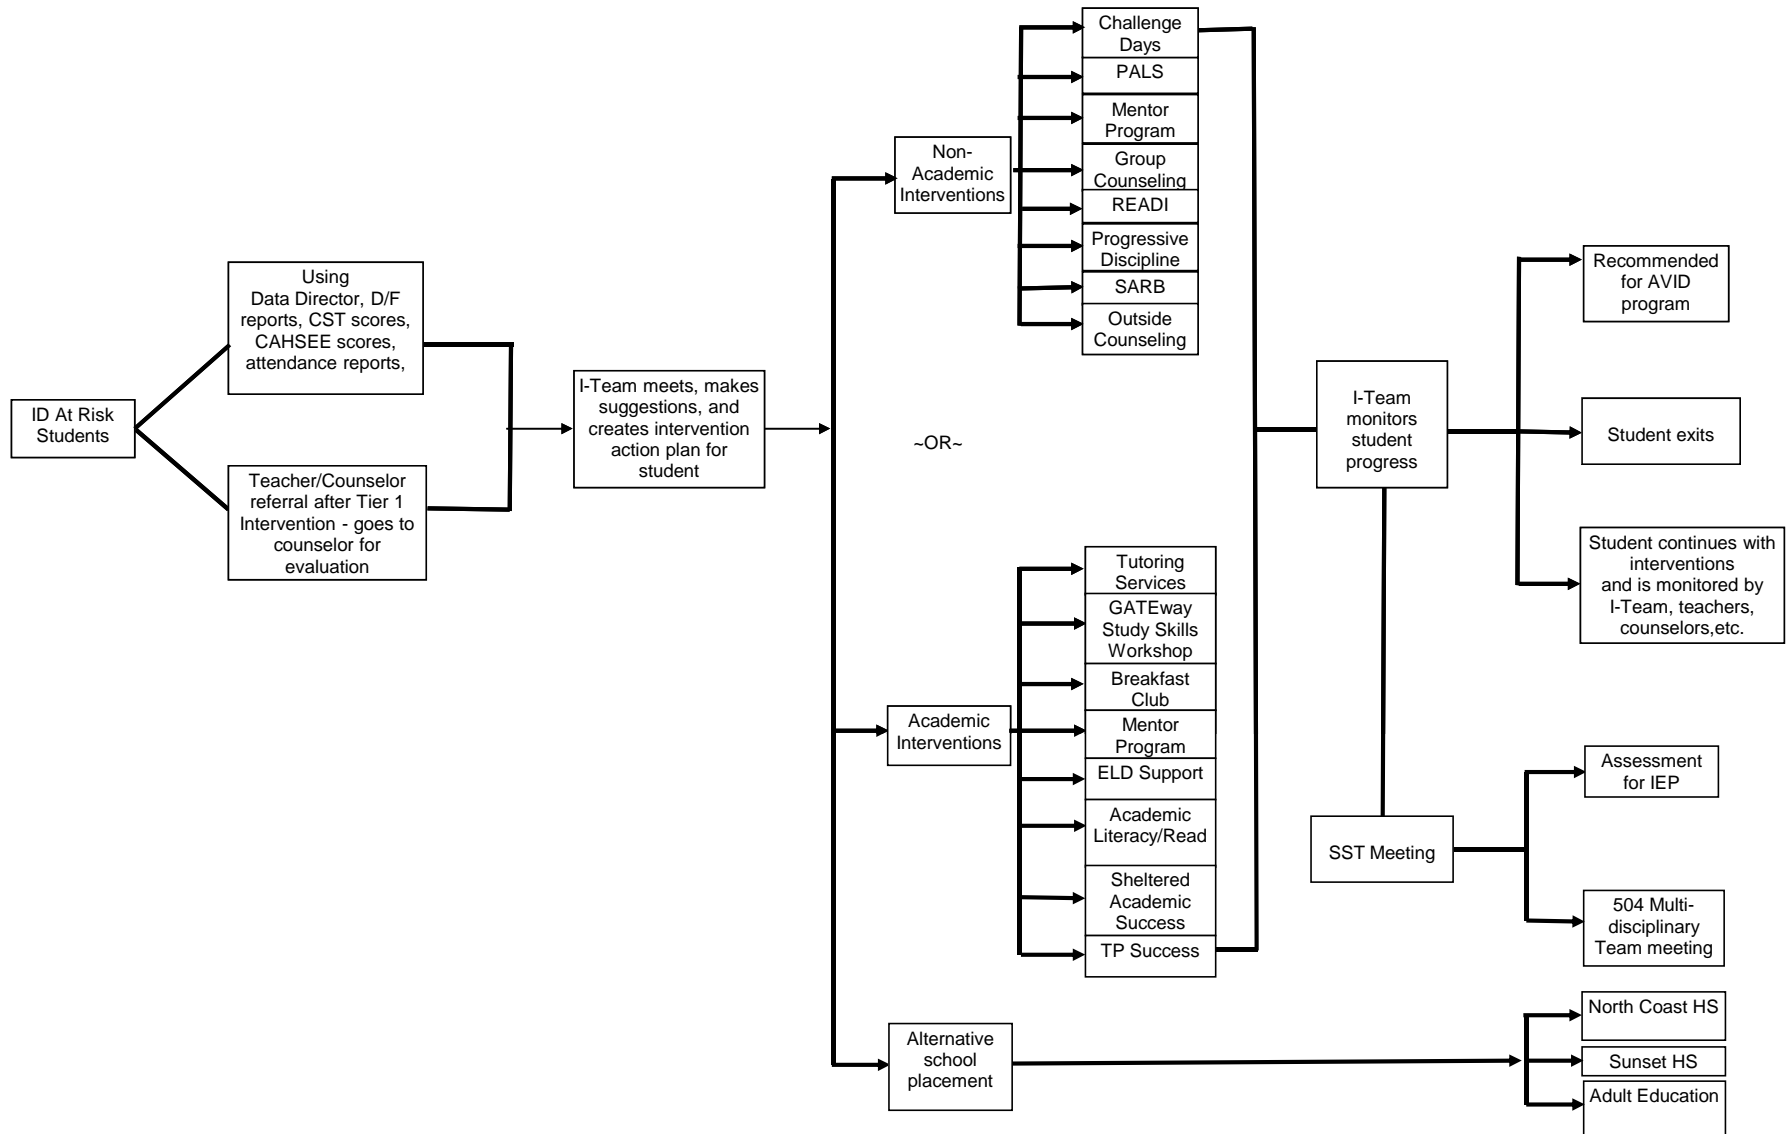 ID At Risk
Students
Using
Data Director, D/F
reports, CST scores,
CAHSEE scores,
attendance reports,
Teacher/Counselor
referral after Tier 1
Intervention - goes to
counselor for
evaluation
I-Team meets, makes
suggestions, and
creates intervention
action plan for
student
Non-
Academic
Interventions
~OR~
Academic
Interventions
Alternative
school
placement
Challenge
Days
PALS
Mentor
Program
Group
Counseling
READI
Progressive
Discipline
SARB
Outside
Counseling
Tutoring
Services
GATEway
Study Skills
Workshop
Breakfast
Club
Mentor
Program
ELD Support
Academic
Literacy/Read
Sheltered
Academic
Success
TP Success
I-Team
monitors
student
progress
SST Meeting
Recommended
for AVID
program
Student exits
Student continues with
interventions
and is monitored by
I-Team, teachers,
counselors,etc.
Assessment
for IEP
504 Multi-
disciplinary
Team meeting
North Coast HS
Sunset HS
Adult Education